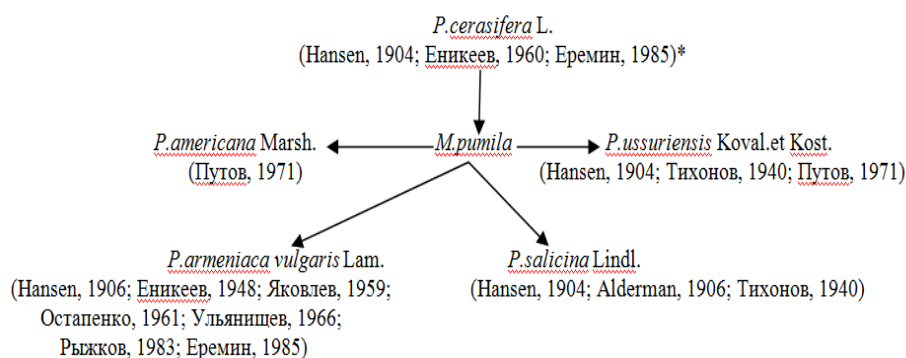 P.cerasifera L.
(Hansen, 1904; Еникеев, 1960; Еремин, 1985)*
P.americana Marsh.
(Путов, 1971)
M.pumila
P.ussuriensis Koval.et Kost.
(Hansen, 1904; Тихонов, 1940; Путов, 1971)
P.armeniaca vulgaris Lam.
(Hansen, 1906; Еникеев, 1948; Яковлев, 1959;
Остапенко, 1961; Ульянищев, 1966;
Рыжков, 1983; Еремин, 1985)
P.salicina Lindl.
(Hansen, 1904; Alderman, 1906; Тихонов, 1940)